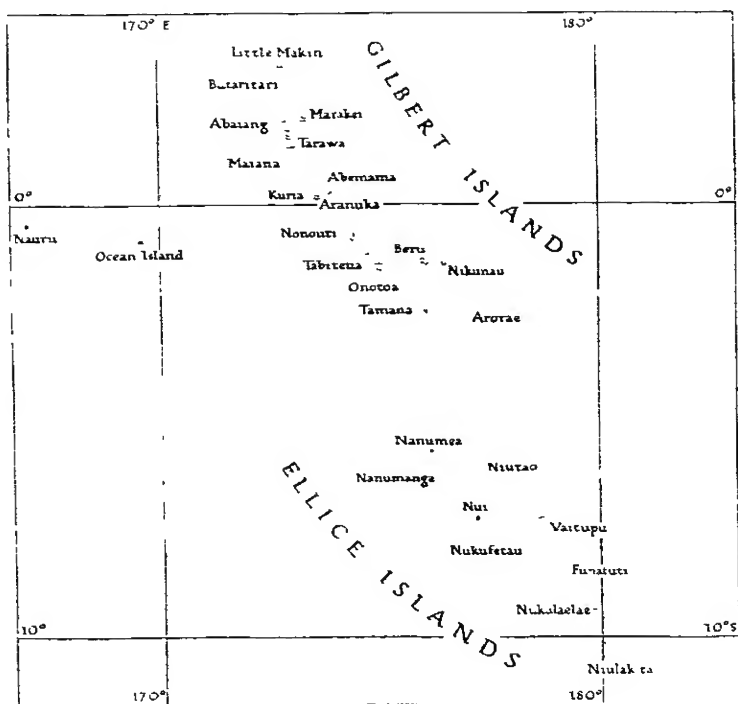 170° E
180°
Little Makin
GILBERT ISLANDS
Butaritari
Marakei
Abaiang
Tarawa
Maiana
Abemama
Kuria
0°
0°
Aranuka
Nauru
Nonouti
Beru
Ocean Island
Tabiteua
Nikunau
Onotoa
Tamana
Arorae
Nanumea
ELLICE ISLANDS
Niutao
Nanumanga
Nui
Vaitupu
Nukufetau
Funafuti
Nukulaelae
10°
10°S
Niulak ta
170°
180°